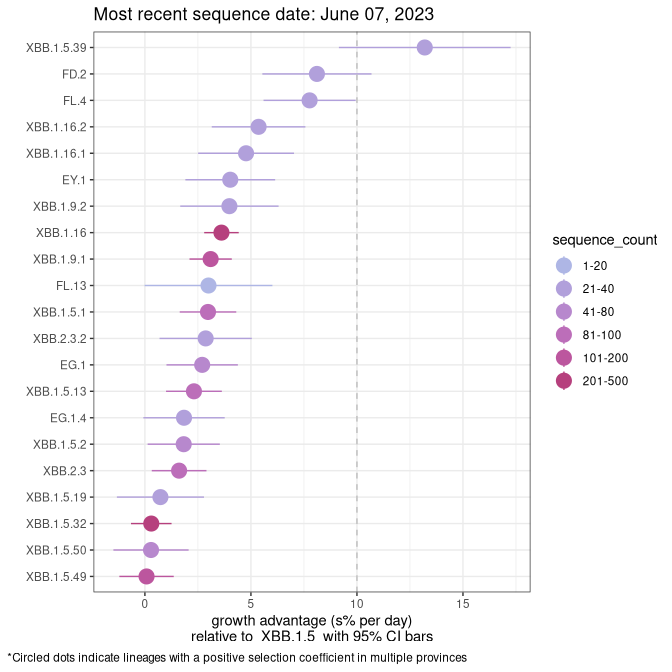 Most recent sequence date: June 07, 2023
XBB.1.5.39
FD.2
FL.4
XBB.1.16.2
XBB.1.16.1
EY.1
XBB.1.9.2
XBB.1.16
XBB.1.9.1
FL.13
XBB.1.5.1
XBB.2.3.2
EG.1
XBB.1.5.13
EG.1.4
XBB.1.5.2
XBB.2.3
XBB.1.5.19
XBB.1.5.32
XBB.1.5.50
XBB.1.5.49
0 5 10 15
growth advantage (s% per day)
relative to XBB.1.5 with 95% CI bars
sequence_count
1-20
21-40
41-80
81-100
101-200
201-500
*Circled dots indicate lineages with a positive selection coefficient in multiple provinces